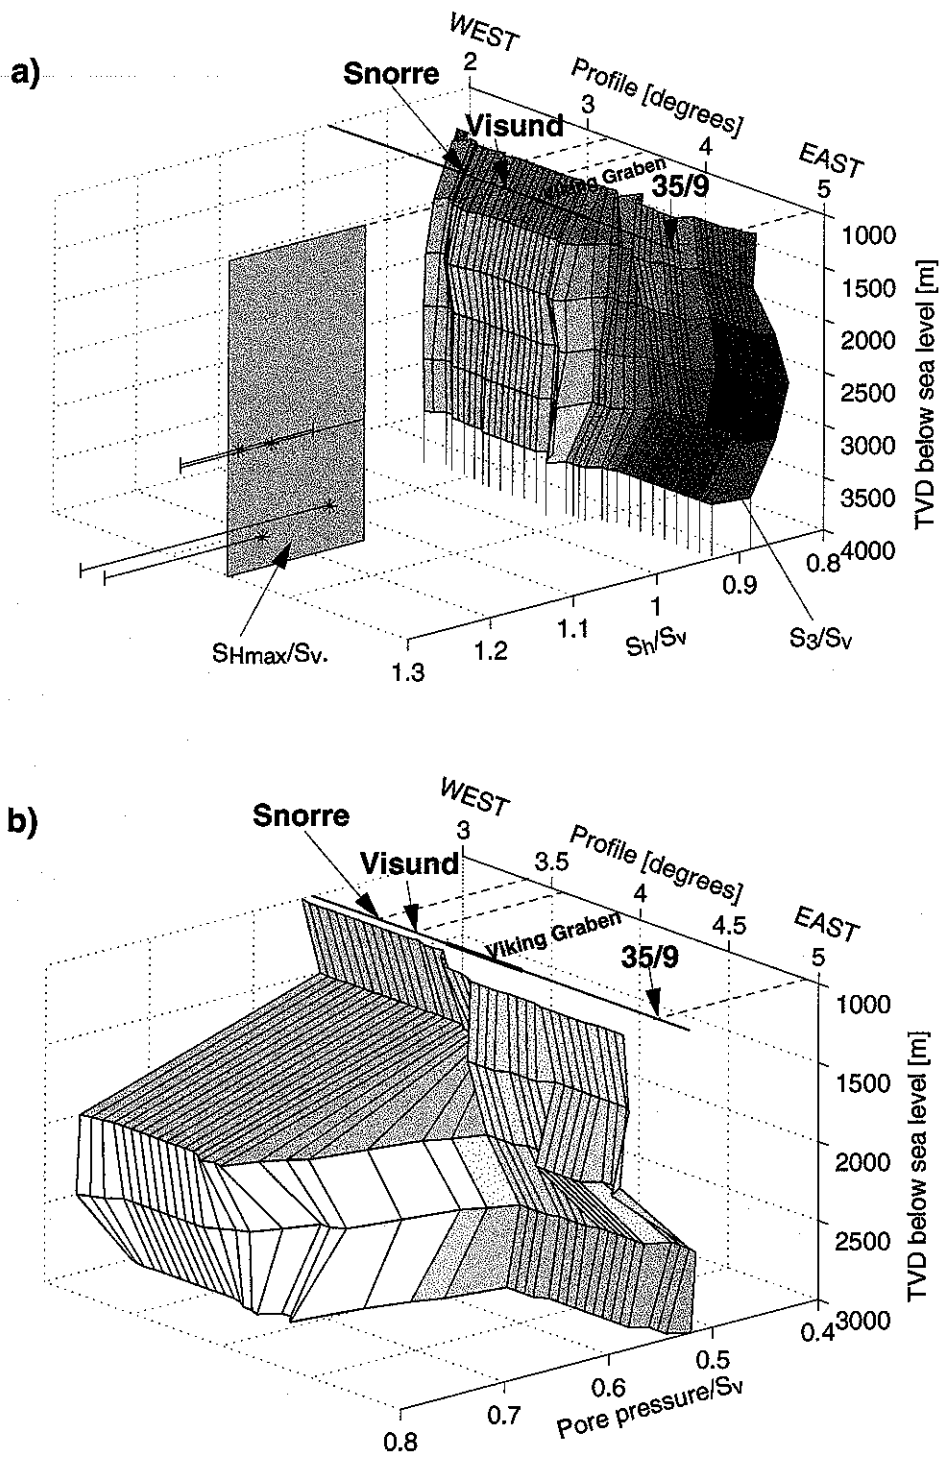 a)
WEST
2
Profile [degrees]
Snorre
3
Visund
4
EAST
Viking Graben
35/9
5
1000
1500
2000
2500
3000
3500
4000
TVD below sea level [m]
0.8
0.9
1
1.1
1.2
1.3
Sh/Sv
S3/Sv
SHmax/Sv.
b)
WEST
Snorre
3
Profile [degrees]
Visund
3.5
4
4.5
EAST
Viking Graben
35/9
5
1000
1500
2000
2500
3000
TVD below sea level [m]
0.4
0.5
0.6
0.7
0.8
Pore pressure/Sv